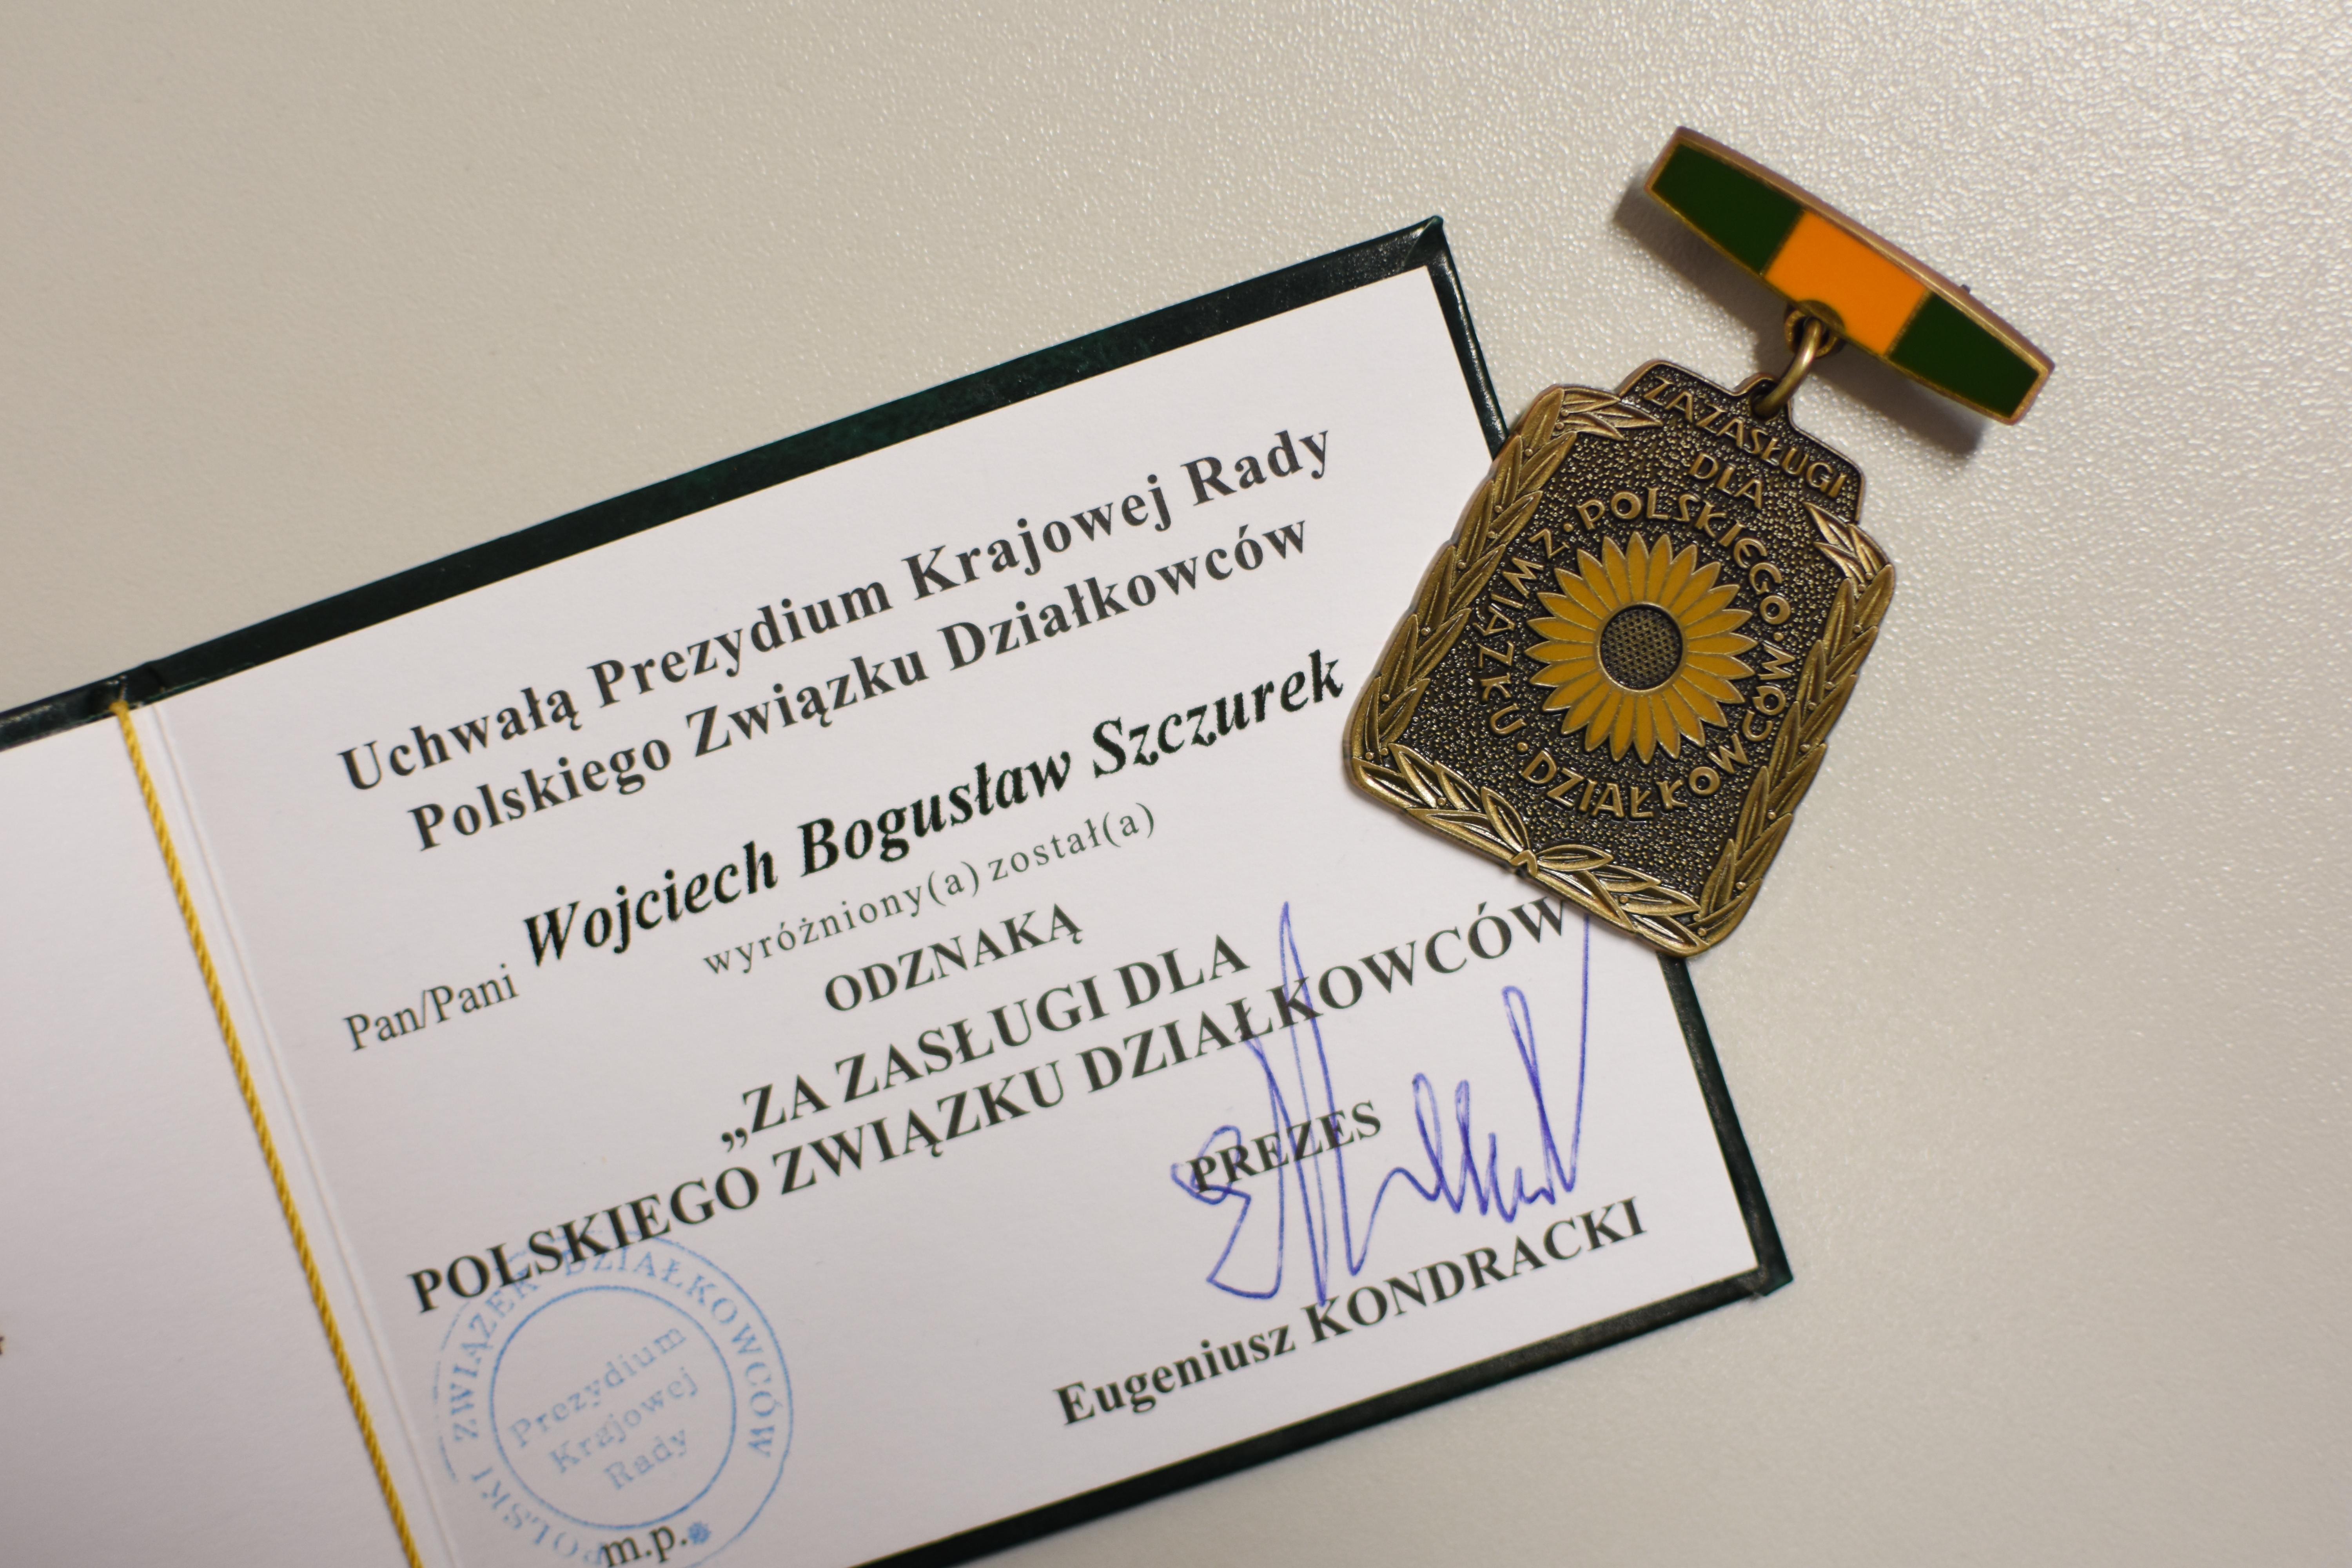 Uchwałą Prezydium Krajowej Rady
Polskiego Związku Działkowców
Pan/Pani Wojciech Bogusław Szczurek
wyróżniony(a) został(a)
ODZNAKĄ
„ZA ZASŁUGI DLA
POLSKIEGO ZWIĄZKU DZIAŁKOWCÓW
PREZES
Eugeniusz KONDRACKI
POLSKI ZWIĄZEK DZIAŁKOWCÓW
Prezydium
Krajowej
Rady
m.p.
ZA ZASŁUGI
DLA
POLSKIEGO
ZWIĄZKU
DZIAŁKOWCÓW